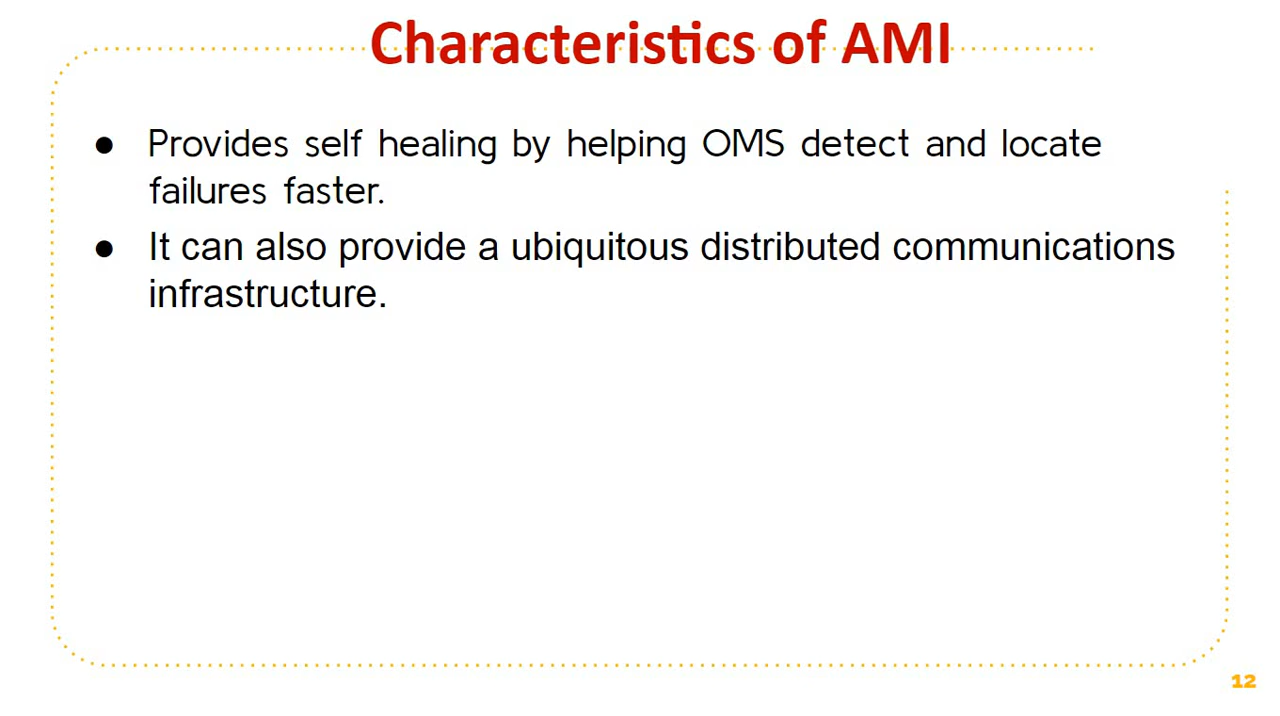 Characteristics of AMI
● Provides self healing by helping OMS detect and locate
failures faster.
● It can also provide a ubiquitous distributed communications
infrastructure.
12